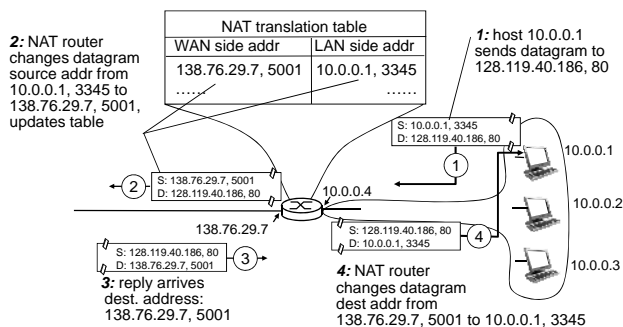 NAT translation table
WAN side addr LAN side addr
138.76.29.7, 5001 10.0.0.1, 3345
...... ......
2: NAT router
changes datagram
source addr from
10.0.0.1, 3345 to
138.76.29.7, 5001,
updates table
1: host 10.0.0.1
sends datagram to
128.119.40.186, 80
S: 10.0.0.1, 3345
D: 128.119.40.186, 80
1
10.0.0.1
2
S: 138.76.29.7, 5001
D: 128.119.40.186, 80
10.0.0.4
10.0.0.2
138.76.29.7
S: 128.119.40.186, 80
D: 10.0.0.1, 3345
4
S: 128.119.40.186, 80
D: 138.76.29.7, 5001
3
10.0.0.3
3: reply arrives
dest. address:
138.76.29.7, 5001
4: NAT router
changes datagram
dest addr from
138.76.29.7, 5001 to 10.0.0.1, 3345